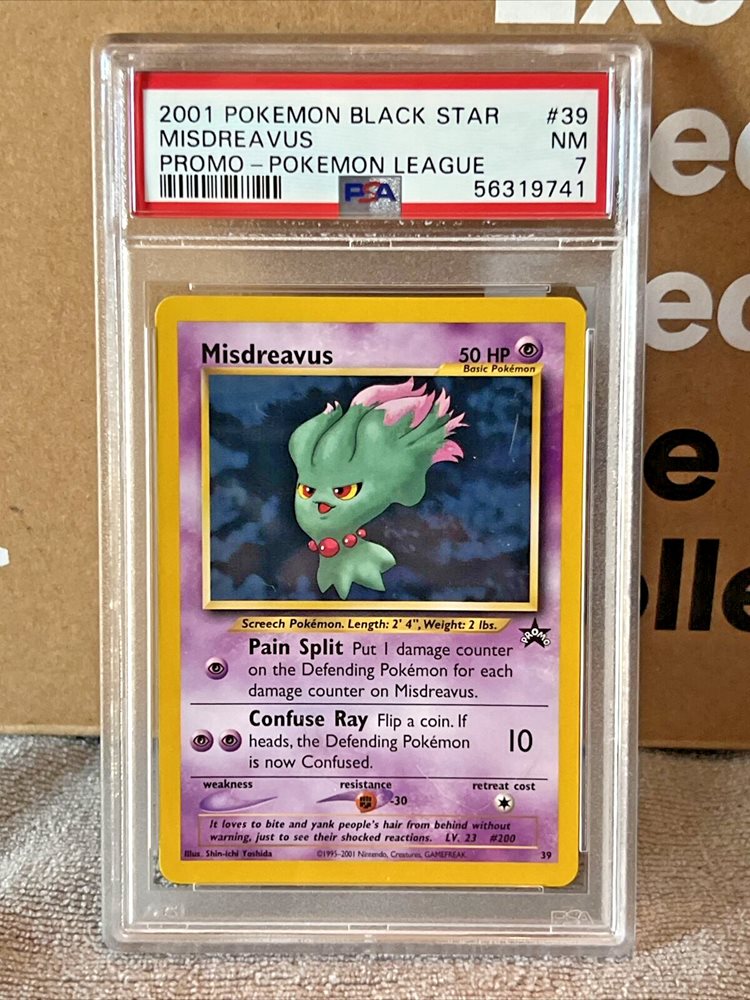 2001 POKEMON BLACK STAR #39
MISDREAVUS NM
PROMO – POKEMON LEAGUE 7
PSA 56319741
Misdreavus 50 HP
Basic Pokémon
Screech Pokémon. Length: 2' 4", Weight: 2 lbs.
PROMO
Pain Split Put 1 damage counter
on the Defending Pokémon for each
damage counter on Misdreavus.
Confuse Ray Flip a coin. If
heads, the Defending Pokémon 10
is now Confused.
weakness resistance retreat cost
-30
It loves to bite and yank people's hair from behind without
warning, just to see their shocked reactions. LV. 23 #200
Illus. Shin-ichi Yoshida ©1995–2001 Nintendo, Creatures, GAMEFREAK. 39
PSA